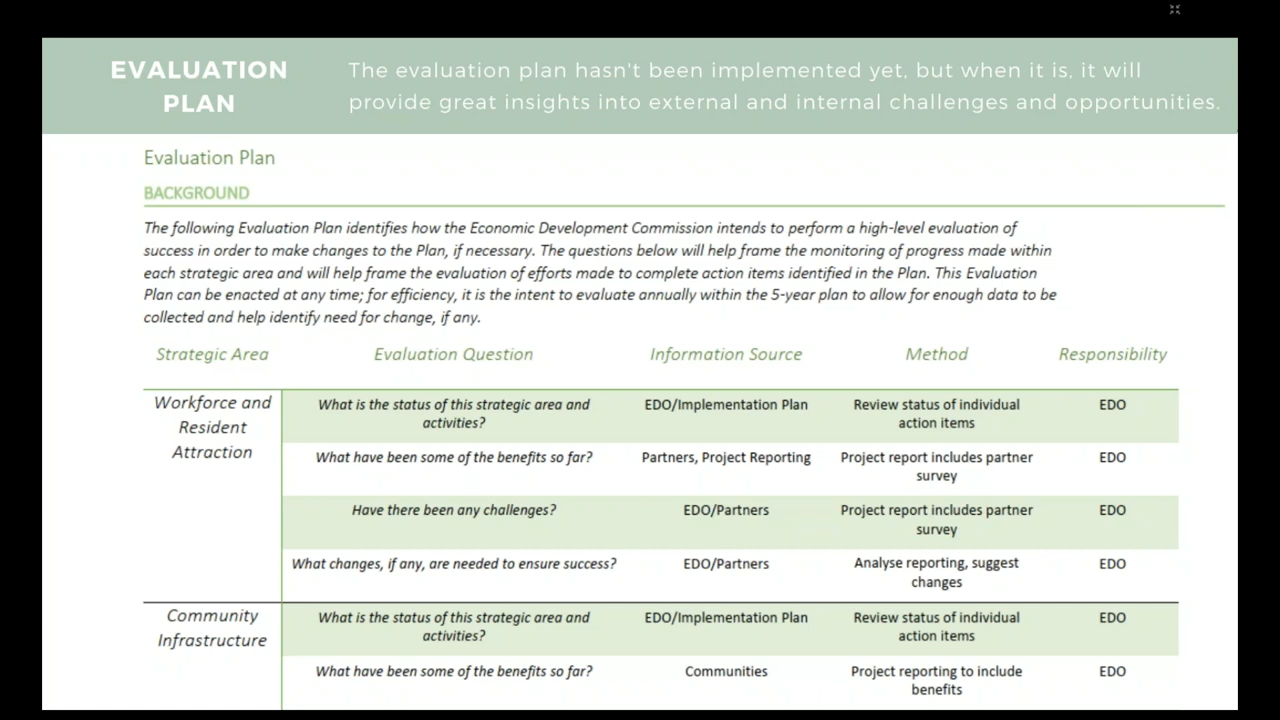 EVALUATION
PLAN
The evaluation plan hasn't been implemented yet, but when it is, it will
provide great insights into external and internal challenges and opportunities.
Evaluation Plan
BACKGROUND
The following Evaluation Plan identifies how the Economic Development Commission intends to perform a high-level evaluation of
success in order to make changes to the Plan, if necessary. The questions below will help frame the monitoring of progress made within
each strategic area and will help frame the evaluation of efforts made to complete action items identified in the Plan. This Evaluation
Plan can be enacted at any time; for efficiency, it is the intent to evaluate annually within the 5-year plan to allow for enough data to be
collected and help identify need for change, if any.
Strategic Area Evaluation Question Information Source Method Responsibility
Workforce and
Resident
Attraction
What is the status of this strategic area and
activities?
EDO/Implementation Plan
Review status of individual
action items
EDO
What have been some of the benefits so far?
Partners, Project Reporting
Project report includes partner
survey
EDO
Have there been any challenges?
EDO/Partners
Project report includes partner
survey
EDO
What changes, if any, are needed to ensure success?
EDO/Partners
Analyse reporting, suggest
changes
EDO
Community
Infrastructure
What is the status of this strategic area and
activities?
EDO/Implementation Plan
Review status of individual
action items
EDO
What have been some of the benefits so far?
Communities
Project reporting to include
benefits
EDO